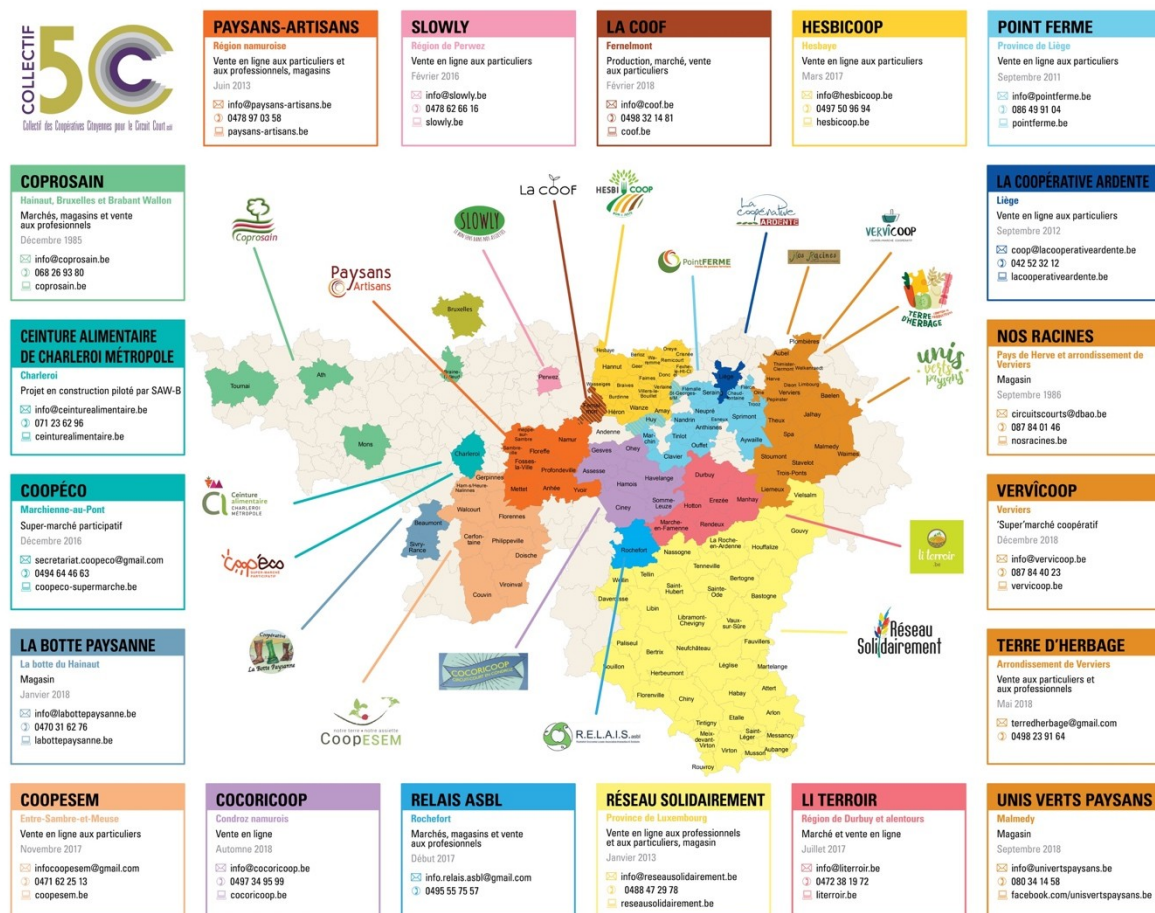 COLLECTIF
5C
Collectif des Coopératives Citoyennes pour le Circuit Court asbl
PAYSANS-ARTISANS
Région namuroise
Vente en ligne aux particuliers et
aux professionnels, magasins
Juin 2013
info@paysans-artisans.be
0478 97 03 58
paysans-artisans.be
SLOWLY
Région de Perwez
Vente en ligne aux particuliers
Février 2016
info@slowly.be
0478 62 66 16
slowly.be
LA COOF
Fernelmont
Production, marché, vente
aux particuliers
Février 2018
info@coof.be
0498 32 14 81
coof.be
HESBICOOP
Hesbaye
Vente en ligne aux particuliers
Mars 2017
info@hesbicoop.be
0497 50 96 94
hesbicoop.be
POINT FERME
Province de Liège
Vente en ligne aux particuliers
Septembre 2011
info@pointferme.be
086 49 91 04
pointferme.be
COPROSAIN
Hainaut, Bruxelles et Brabant Wallon
Marchés, magasins et vente
aux profesionnels
Décembre 1985
info@coprosain.be
068 26 93 80
coprosain.be
CEINTURE ALIMENTAIRE
DE CHARLEROI MÉTROPOLE
Charleroi
Projet en construction piloté par SAW-B
info@ceinturealimentaire.be
071 23 62 96
ceinturealimentaire.be
COOPÉCO
Marchienne-au-Pont
Super-marché participatif
Décembre 2016
secretariat.coopeco@gmail.com
0494 64 46 63
coopeco-supermarche.be
LA BOTTE PAYSANNE
La botte du Hainaut
Magasin
Janvier 2018
info@labottepaysanne.be
0470 31 62 76
labottepaysanne.be
Coprosain
Paysans
Artisans
SLOWLY
LA COOF
HESBI COOP
La
coopérative
ARDENTE
PointFERME
Nos Racines
VERVÎCOOP
TERRE
D'HERBAGE
unis
verts
paysans
Bruxelles
Tournai
Ath
Mons
Perwez
Charleroi
Hannut
Geer
Braives
Wanze
Héron
Amay
Andenne
Huy
Nandrin
Tinlot
Clavier
Ouffet
Anthisnes
Neupré
Seraing
Sprimont
Aywaille
Plombières
Aubel
Welkenraedt
Herve
Limbourg
Verviers
Baelen
Theux
Jalhay
Spa
Malmedy
Waimes
Stoumont
Stavelot
Trois-Ponts
Lierneux
Vielsalm
Namur
Floreffe
Fosses-
la-Ville
Profondeville
Mettet
Anhée
Yvoir
Gesves
Ohey
Assesse
Hamois
Havelange
Ciney
Somme-
Leuze
Durbuy
Erezée
Hotton
Manhay
Marche-
en-Famenne
Rendeux
Rochefort
Gerpinnes
Ham-s/Heure-
Nalinnes
Walcourt
Florennes
Cerfon-
taine
Philippeville
Doische
Viroinval
Couvin
Beaumont
Sivry-
Rance
Gouvy
La Roche-
en-Ardenne
Houffalize
Nassogne
Tenneville
Wellin
Tellin
Bertogne
Saint-
Hubert
Sainte-
Ode
Bastogne
Daverdisse
Libin
Libramont-
Chevigny
Vaux-
sur-Sûre
Paliseul
Bertrix
Neufchâteau
Fauvillers
Bouillon
Herbeumont
Léglise
Martelange
Florenville
Chiny
Habay
Attert
Tintigny
Etalle
Arlon
Meix-
devant-
Virton
Saint-
Léger
Messancy
Virton
Musson
Aubange
Rouvroy
Ceinture
alimentaire
CHARLEROI
MÉTROPOLE
coopéco
SUPERMARCHÉ
PARTICIPATIF
Coopérative
La Botte Paysanne
notre terre • notre assiette
CoopESEM
COCORICOOP
R.E.L.A.I.S. asbl
Réseau
Solidairement
li terroir
.be
LA COOPÉRATIVE ARDENTE
Liège
Vente en ligne aux particuliers
Septembre 2012
coop@lacooperativeardente.be
042 52 32 12
lacooperativeardente.be
NOS RACINES
Pays de Herve et arrondissement de
Verviers
Magasin
Septembre 1986
circuitscourts@dbao.be
087 84 01 46
nosracines.be
VERVÎCOOP
Verviers
'Super'marché coopératif
Décembre 2018
info@vervicoop.be
087 84 40 23
vervicoop.be
TERRE D'HERBAGE
Arrondissement de Verviers
Vente aux particuliers et
aux professionnels
Mai 2018
terredherbage@gmail.com
0498 23 91 64
COOPESEM
Entre-Sambre-et-Meuse
Vente en ligne aux particuliers
Novembre 2017
infocoopesem@gmail.com
0471 62 25 13
coopesem.be
COCORICOOP
Condroz namurois
Vente en ligne
Automne 2018
info@cocoricoop.be
0497 34 95 99
cocoricoop.be
RELAIS ASBL
Rochefort
Marchés, magasins et vente
aux profesionnels
Début 2017
info.relais.asbl@gmail.com
0495 55 75 57
RÉSEAU SOLIDAIREMENT
Province de Luxembourg
Vente en ligne aux professionnels
et aux particuliers, magasin
Janvier 2013
info@reseausolidairement.be
0488 47 29 78
reseausolidairement.be
LI TERROIR
Région de Durbuy et alentours
Marché et vente en ligne
Juillet 2017
info@literroir.be
0472 38 19 72
literroir.be
UNIS VERTS PAYSANS
Malmedy
Magasin
Septembre 2018
info@univertspaysans.be
080 34 14 58
facebook.com/unisvertspaysans.be